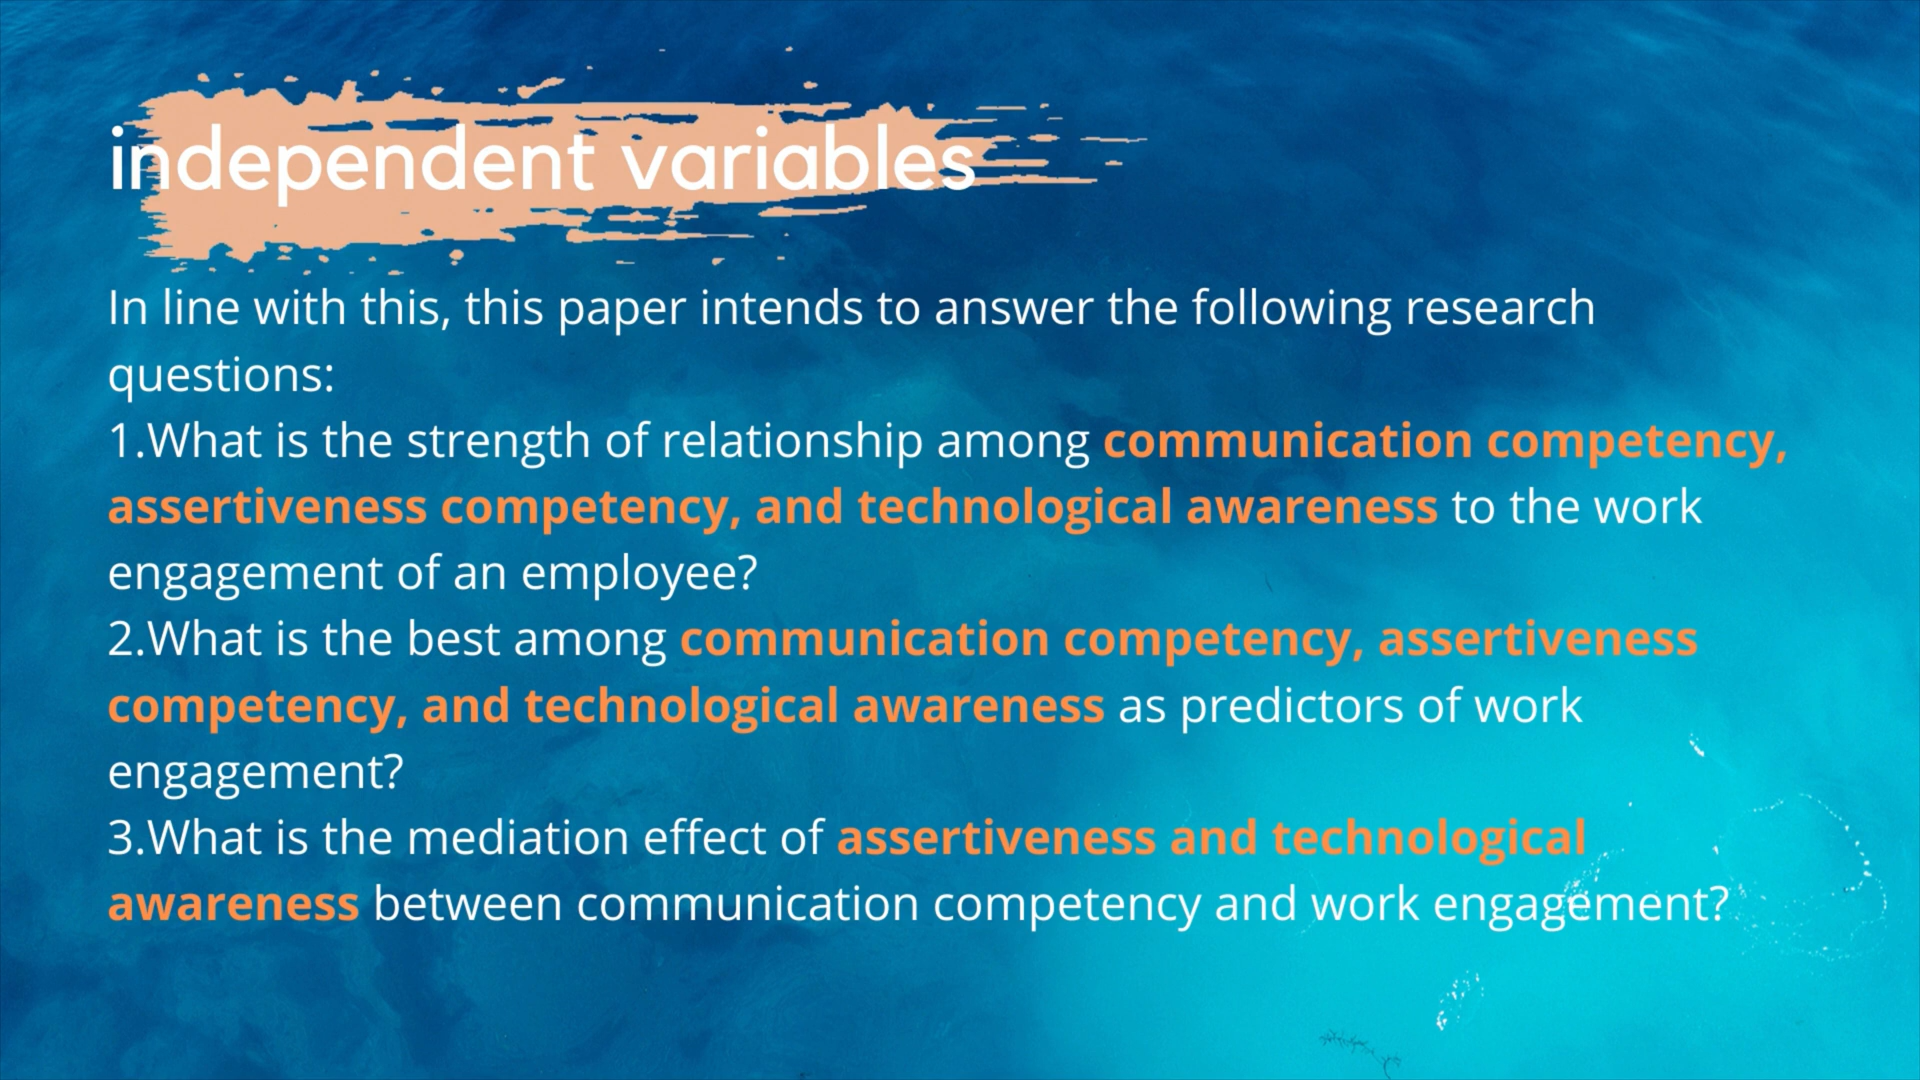 independent variables
In line with this, this paper intends to answer the following research
questions:
1.What is the strength of relationship among communication competency,
assertiveness competency, and technological awareness to the work
engagement of an employee?
2.What is the best among communication competency, assertiveness
competency, and technological awareness as predictors of work
engagement?
3.What is the mediation effect of assertiveness and technological
awareness between communication competency and work engagement?